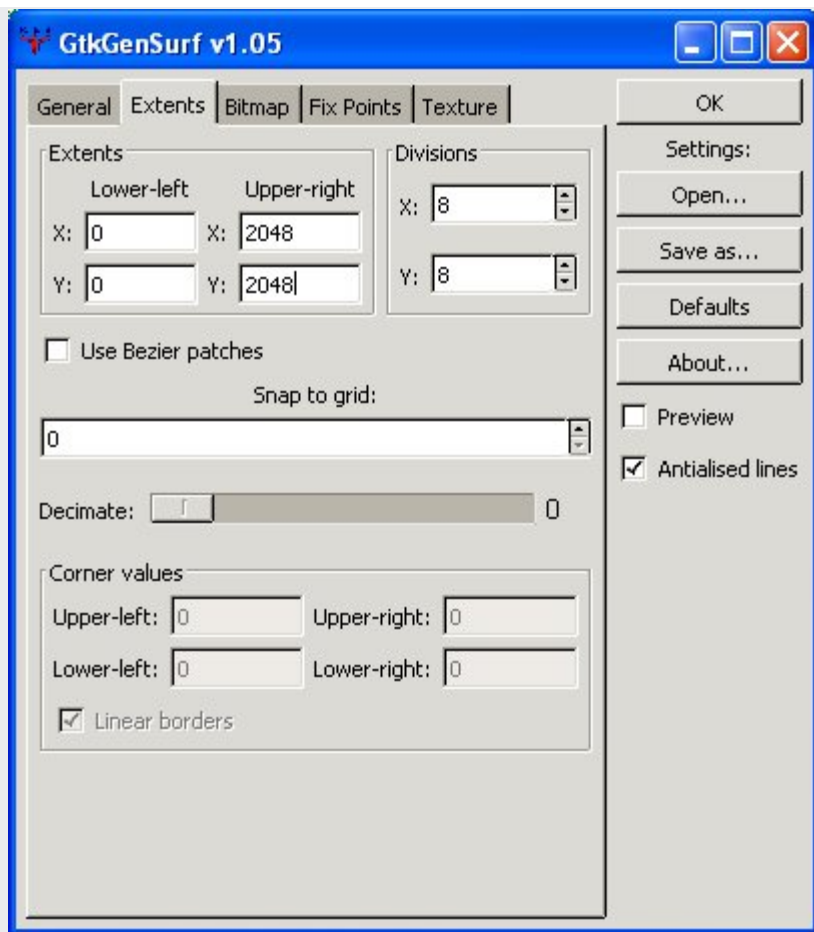 GtkGenSurf v1.05
General Extents Bitmap Fix Points Texture
OK
Settings:
Open...
Save as...
Defaults
About...
Preview
Antialised lines
Extents
Lower-left Upper-right
X: 0 X: 2048
Y: 0 Y: 2048
Divisions
X: 8
Y: 8
Use Bezier patches
Snap to grid:
0
Decimate: 0
Corner values
Upper-left: 0 Upper-right: 0
Lower-left: 0 Lower-right: 0
Linear borders